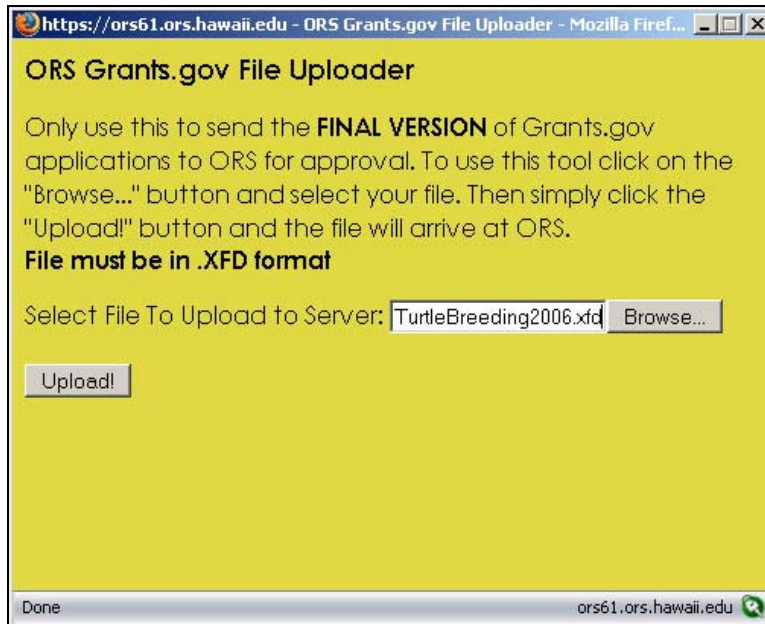 https://ors61.ors.hawaii.edu - ORS Grants.gov File Uploader - Mozilla Firef...
ORS Grants.gov File Uploader
Only use this to send the FINAL VERSION of Grants.gov
applications to ORS for approval. To use this tool click on the
"Browse..." button and select your file. Then simply click the
"Upload!" button and the file will arrive at ORS.
File must be in .XFD format
Select File To Upload to Server: TurtleBreeding2006.xfd Browse...
Upload!
Done ors61.ors.hawaii.edu